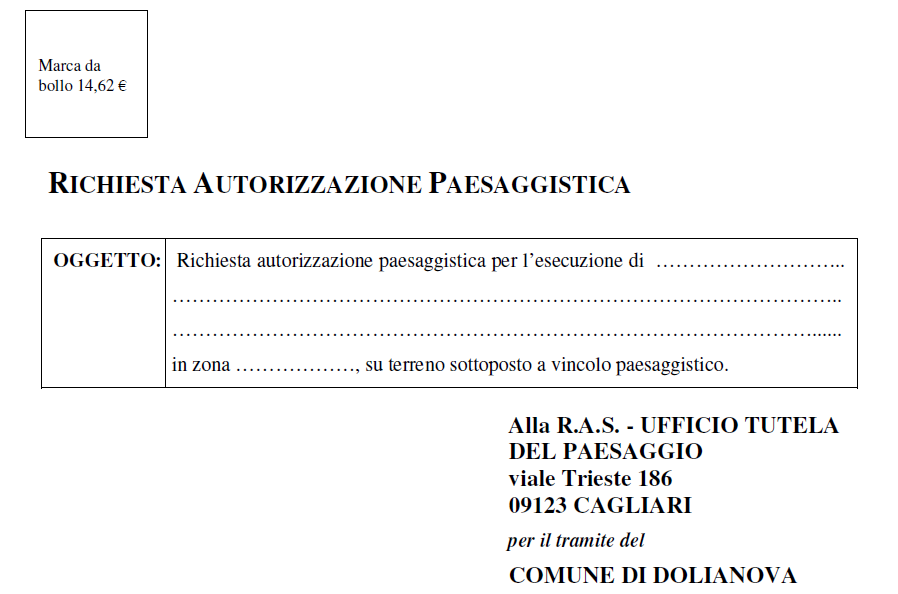 Marca da
bollo 14,62 €
RICHIESTA AUTORIZZAZIONE PAESAGGISTICA
OGGETTO: Richiesta autorizzazione paesaggistica per l’esecuzione di ………………………..
………………………………………………………………………………………..
……………………………………………………………………………………......
in zona ………………, su terreno sottoposto a vincolo paesaggistico.
Alla R.A.S. - UFFICIO TUTELA
DEL PAESAGGIO
viale Trieste 186
09123 CAGLIARI
per il tramite del
COMUNE DI DOLIANOVA